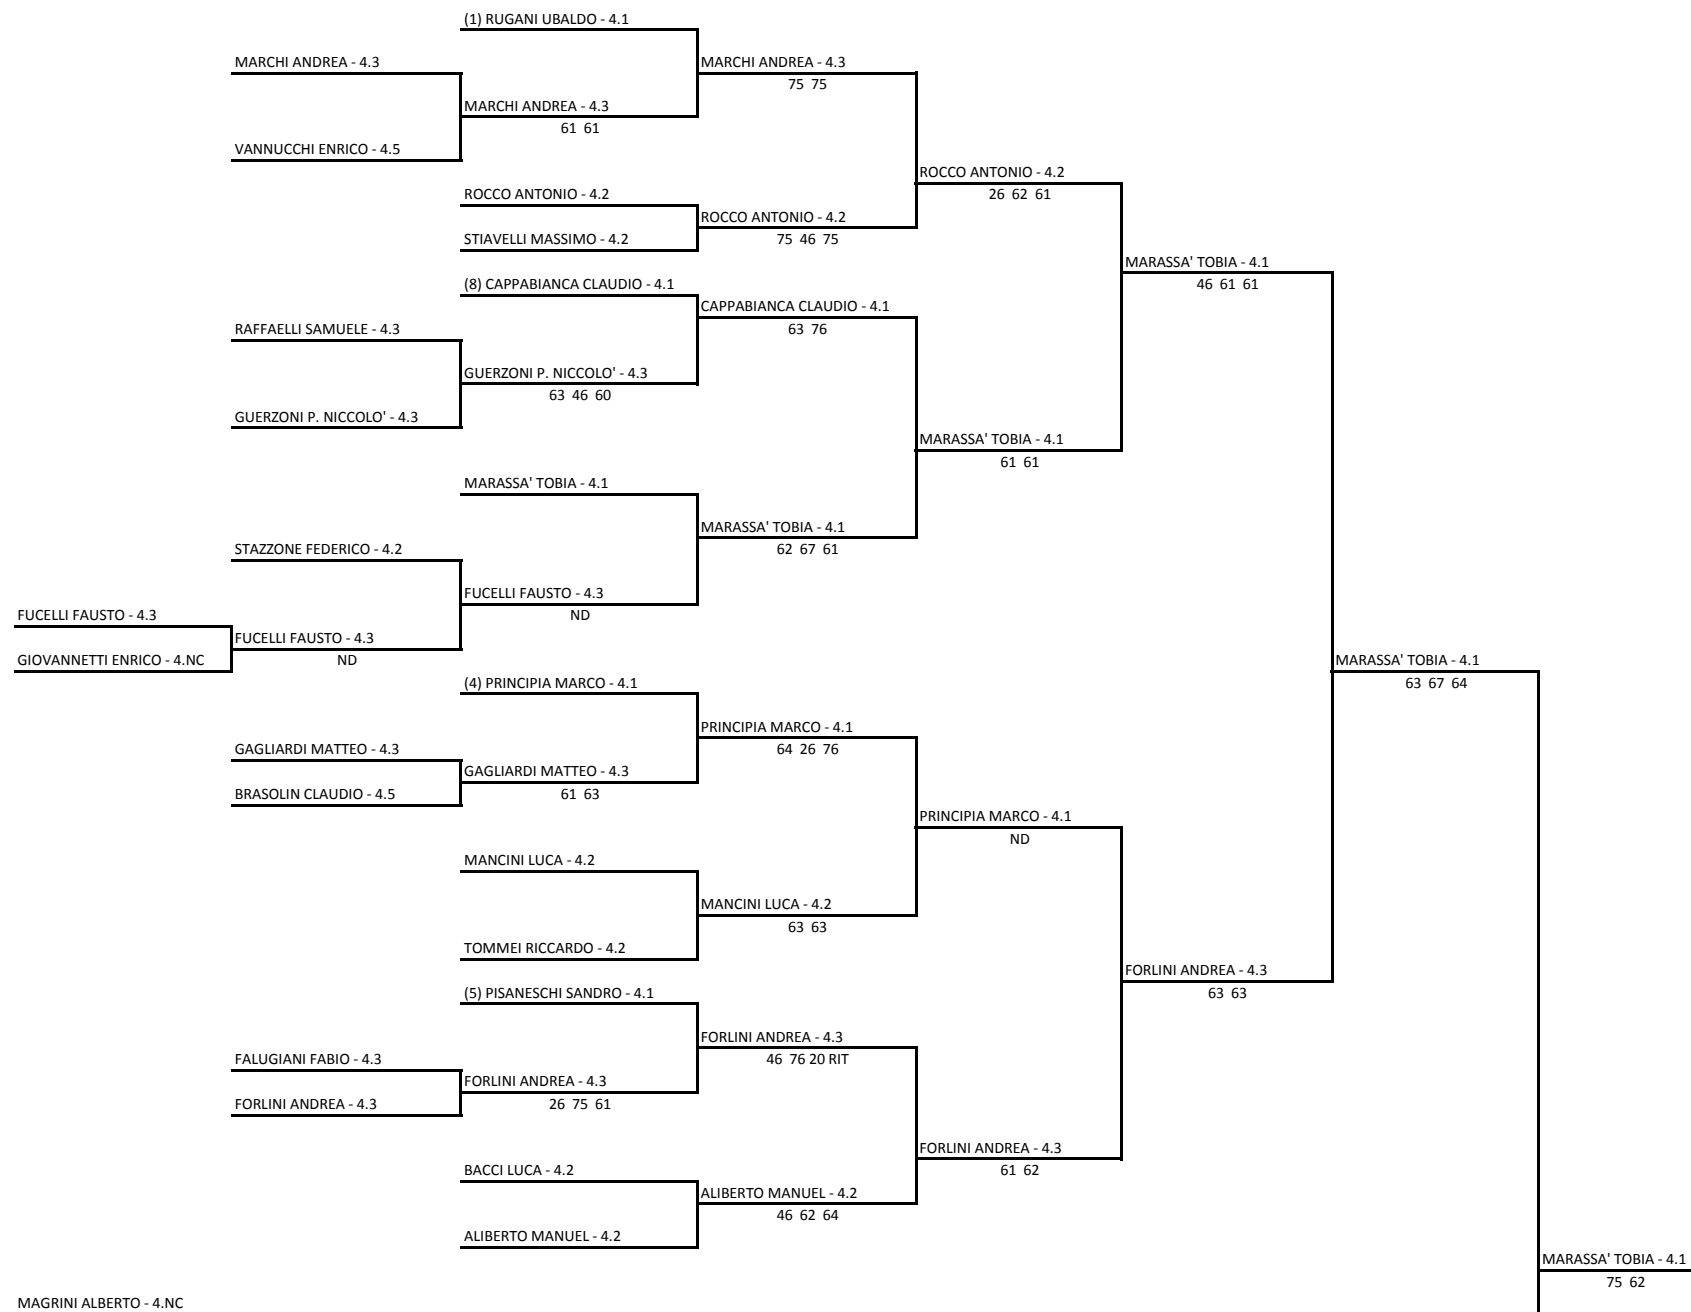 (1) RUGANI UBALDO - 4.1
MARCHI ANDREA - 4.3
MARCHI ANDREA - 4.3
75 75
MARCHI ANDREA - 4.3
61 61
VANNUCCHI ENRICO - 4.5
ROCCO ANTONIO - 4.2
26 62 61
ROCCO ANTONIO - 4.2
ROCCO ANTONIO - 4.2
75 46 75
STIAVELLI MASSIMO - 4.2
MARASSA' TOBIA - 4.1
46 61 61
(8) CAPPABIANCA CLAUDIO - 4.1
CAPPABIANCA CLAUDIO - 4.1
63 76
RAFFAELLI SAMUELE - 4.3
GUERZONI P. NICCOLO' - 4.3
63 46 60
GUERZONI P. NICCOLO' - 4.3
MARASSA' TOBIA - 4.1
61 61
MARASSA' TOBIA - 4.1
MARASSA' TOBIA - 4.1
62 67 61
STAZZONE FEDERICO - 4.2
FUCELLI FAUSTO - 4.3
ND
FUCELLI FAUSTO - 4.3
FUCELLI FAUSTO - 4.3
ND
GIOVANNETTI ENRICO - 4.NC
MARASSA' TOBIA - 4.1
63 67 64
(4) PRINCIPIA MARCO - 4.1
PRINCIPIA MARCO - 4.1
64 26 76
GAGLIARDI MATTEO - 4.3
GAGLIARDI MATTEO - 4.3
61 63
BRASOLIN CLAUDIO - 4.5
PRINCIPIA MARCO - 4.1
ND
MANCINI LUCA - 4.2
MANCINI LUCA - 4.2
63 63
TOMMEI RICCARDO - 4.2
FORLINI ANDREA - 4.3
63 63
(5) PISANESCHI SANDRO - 4.1
FORLINI ANDREA - 4.3
46 76 20 RIT
FALUGIANI FABIO - 4.3
FORLINI ANDREA - 4.3
26 75 61
FORLINI ANDREA - 4.3
FORLINI ANDREA - 4.3
61 62
BACCI LUCA - 4.2
ALIBERTO MANUEL - 4.2
46 62 64
ALIBERTO MANUEL - 4.2
MARASSA' TOBIA - 4.1
75 62
MAGRINI ALBERTO - 4.NC